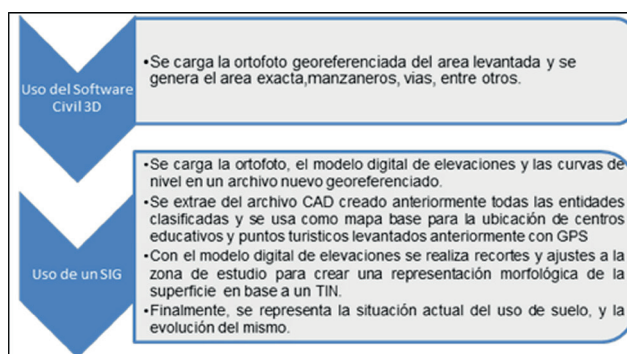 Uso del Software
Civil 3D
•Se carga la ortofoto georeferenciada del area levantada y se
genera el area exacta,manzaneros, vias, entre otros.
Uso de un SIG
•Se carga la ortofoto, el modelo digital de elevaciones y las curvas de
nivel en un archivo nuevo georeferenciado.
•Se extrae del archivo CAD creado anteriormente todas las entidades
clasificadas y se usa como mapa base para la ubicación de centros
educativos y puntos turisticos levantados anteriormente con GPS
•Con el modelo digital de elevaciones se realiza recortes y ajustes a la
zona de estudio para crear una representación morfológica de la
superficie en base a un TIN.
•Finalmente, se representa la situación actual del uso de suelo, y la
evolución del mismo.